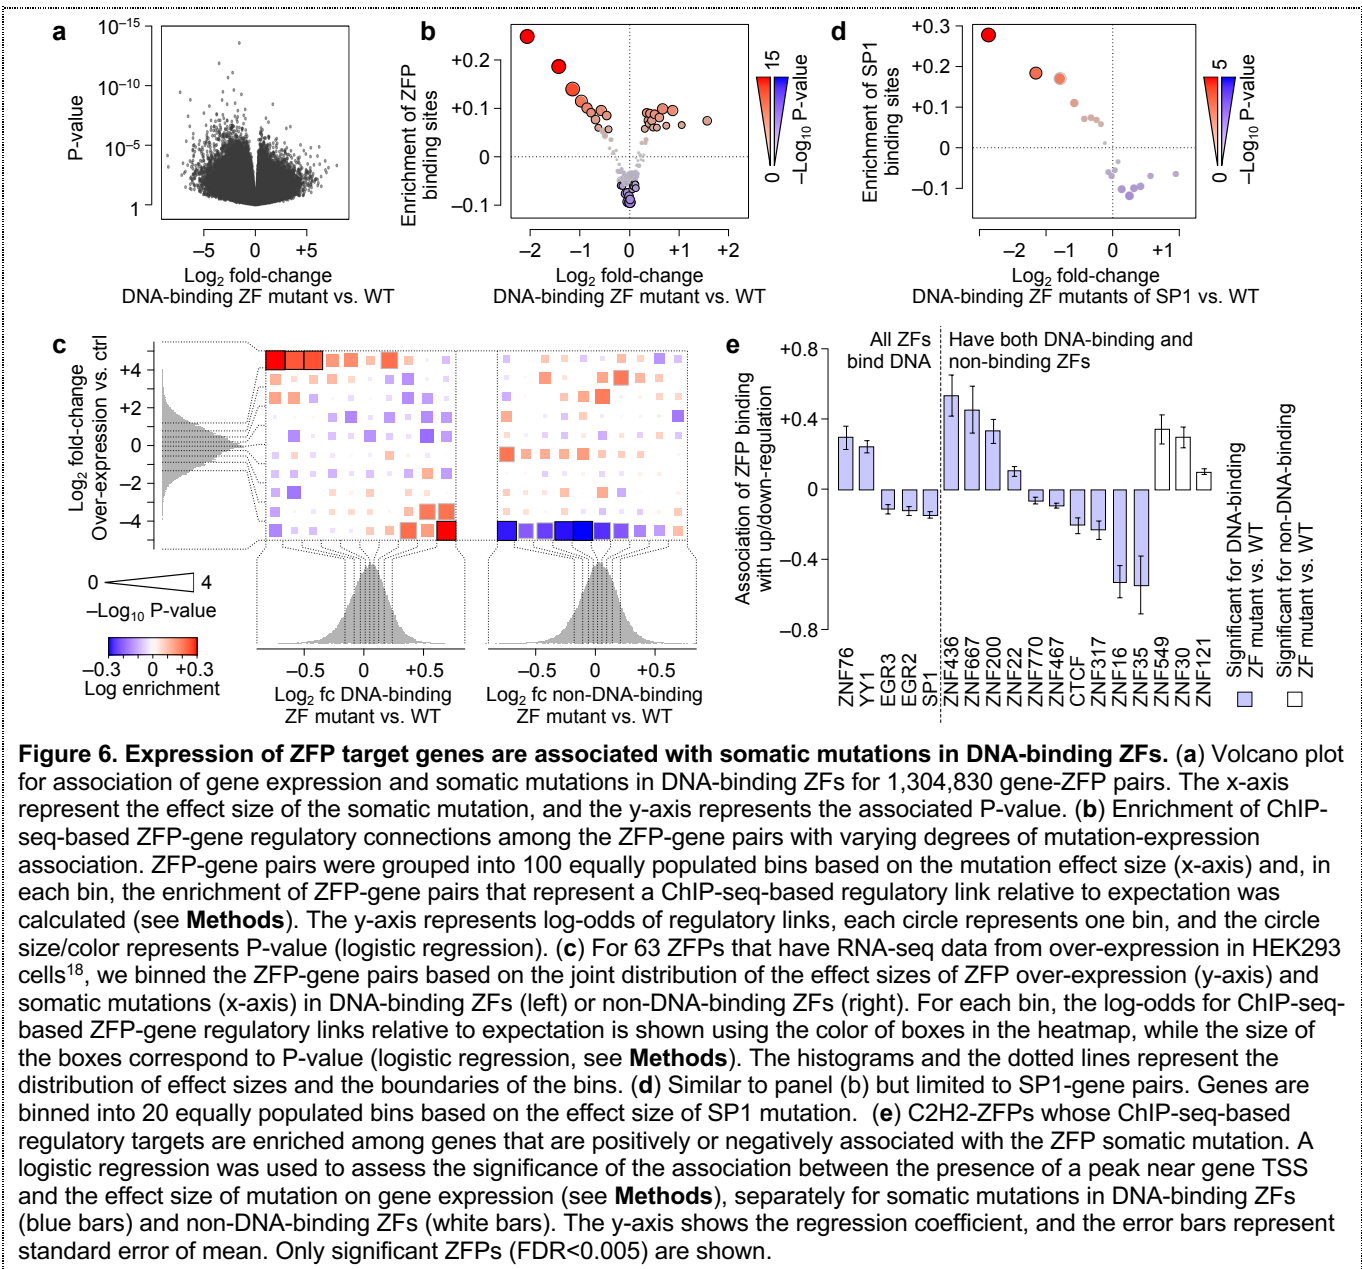 a
10⁻¹⁵
10⁻¹⁰
10⁻⁵
1
P-value
−5 0 +5
Log₂ fold-change
DNA-binding ZF mutant vs. WT
b
+0.2
+0.1
0
−0.1
Enrichment of ZFP
binding sites
−2 −1 0 +1 +2
Log₂ fold-change
DNA-binding ZF mutant vs. WT
0 15
−Log₁₀ P-value
d
+0.3
+0.2
+0.1
0
−0.1
Enrichment of SP1
binding sites
−2 −1 0 +1
Log₂ fold-change
DNA-binding ZF mutants of SP1 vs. WT
0 5
−Log₁₀ P-value
c
Log₂ fold-change
Over-expression vs. ctrl
+4
+2
0
−2
−4
0 4
−Log₁₀ P-value
−0.3 0 +0.3
Log enrichment
−0.5 0 +0.5
Log₂ fc DNA-binding
ZF mutant vs. WT
−0.5 0 +0.5
Log₂ fc non-DNA-binding
ZF mutant vs. WT
e
All ZFs
bind DNA
Have both DNA-binding and
non-binding ZFs
Association of ZFP binding
with up/down-regulation
+0.8
+0.4
0
−0.4
−0.8
ZNF76
YY1
EGR3
EGR2
SP1
ZNF436
ZNF667
ZNF200
ZNF22
ZNF770
ZNF467
CTCF
ZNF317
ZNF16
ZNF35
ZNF549
ZNF30
ZNF121
Significant for DNA-binding
ZF mutant vs. WT
Significant for non-DNA-binding
ZF mutant vs. WT
Figure 6. Expression of ZFP target genes are associated with somatic mutations in DNA-binding ZFs. (a) Volcano plot
for association of gene expression and somatic mutations in DNA-binding ZFs for 1,304,830 gene-ZFP pairs. The x-axis
represent the effect size of the somatic mutation, and the y-axis represents the associated P-value. (b) Enrichment of ChIP-
seq-based ZFP-gene regulatory connections among the ZFP-gene pairs with varying degrees of mutation-expression
association. ZFP-gene pairs were grouped into 100 equally populated bins based on the mutation effect size (x-axis) and, in
each bin, the enrichment of ZFP-gene pairs that represent a ChIP-seq-based regulatory link relative to expectation was
calculated (see Methods). The y-axis represents log-odds of regulatory links, each circle represents one bin, and the circle
size/color represents P-value (logistic regression). (c) For 63 ZFPs that have RNA-seq data from over-expression in HEK293
cells¹⁸, we binned the ZFP-gene pairs based on the joint distribution of the effect sizes of ZFP over-expression (y-axis) and
somatic mutations (x-axis) in DNA-binding ZFs (left) or non-DNA-binding ZFs (right). For each bin, the log-odds for ChIP-seq-
based ZFP-gene regulatory links relative to expectation is shown using the color of boxes in the heatmap, while the size of
the boxes correspond to P-value (logistic regression, see Methods). The histograms and the dotted lines represent the
distribution of effect sizes and the boundaries of the bins. (d) Similar to panel (b) but limited to SP1-gene pairs. Genes are
binned into 20 equally populated bins based on the effect size of SP1 mutation. (e) C2H2-ZFPs whose ChIP-seq-based
regulatory targets are enriched among genes that are positively or negatively associated with the ZFP somatic mutation. A
logistic regression was used to assess the significance of the association between the presence of a peak near gene TSS
and the effect size of mutation on gene expression (see Methods), separately for somatic mutations in DNA-binding ZFs
(blue bars) and non-DNA-binding ZFs (white bars). The y-axis shows the regression coefficient, and the error bars represent
standard error of mean. Only significant ZFPs (FDR<0.005) are shown.